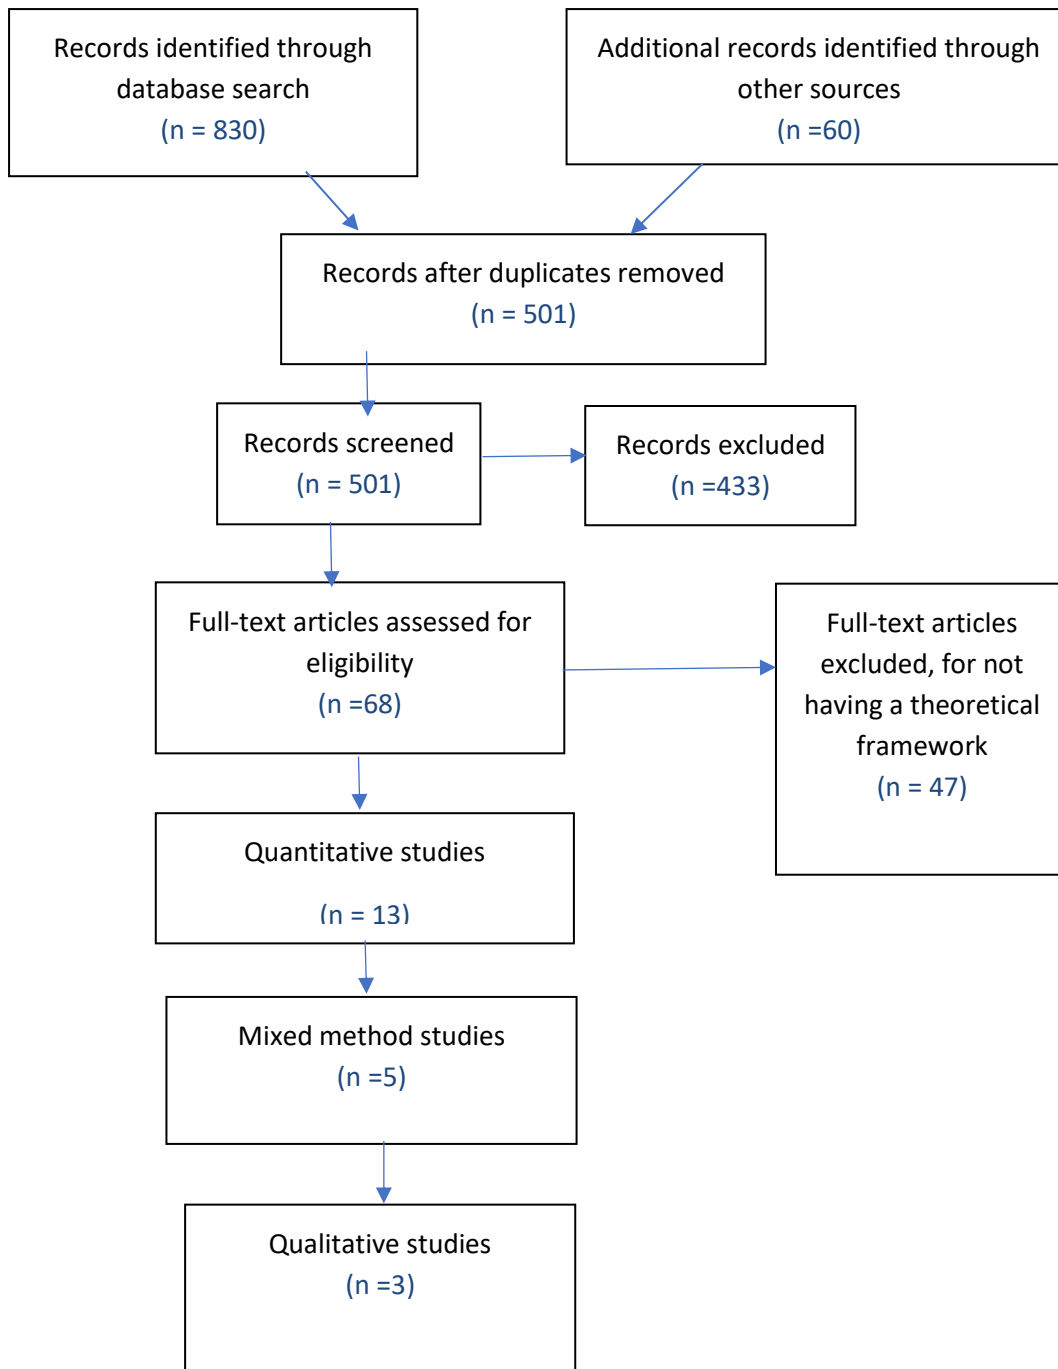 Records identified through
database search
(n = 830)
Additional records identified through
other sources
(n =60)
Records after duplicates removed
(n = 501)
Records screened
(n = 501)
Records excluded
(n =433)
Full-text articles assessed for
eligibility
(n =68)
Full-text articles
excluded, for not
having a theoretical
framework
(n = 47)
Quantitative studies
(n = 13)
Mixed method studies
(n =5)
Qualitative studies
(n =3)